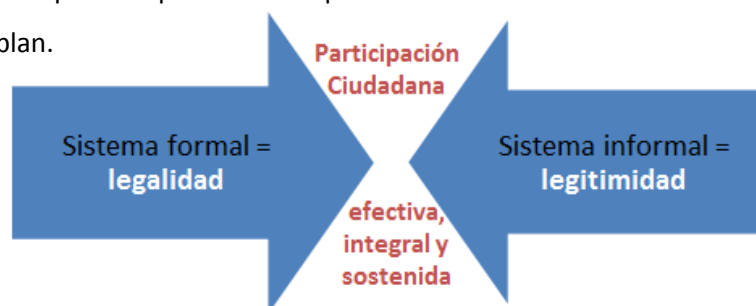 plan.
Participación
Ciudadana
Sistema formal =
legalidad
Sistema informal =
legitimidad
efectiva,
integral y
sostenida